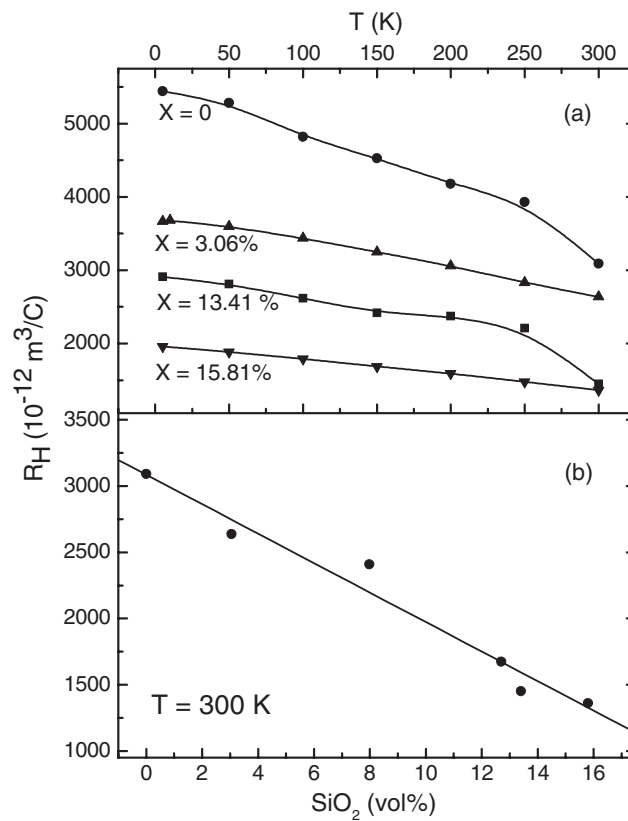 T (K)
0 50 100 150 200 250 300
(a)
5000
4000
3000
2000
X = 0
X = 3.06%
X = 13.41 %
X = 15.81%
R_H (10⁻¹² m³/C)
(b)
3500
3000
2500
2000
1500
1000
T = 300 K
0 2 4 6 8 10 12 14 16
SiO₂ (vol%)